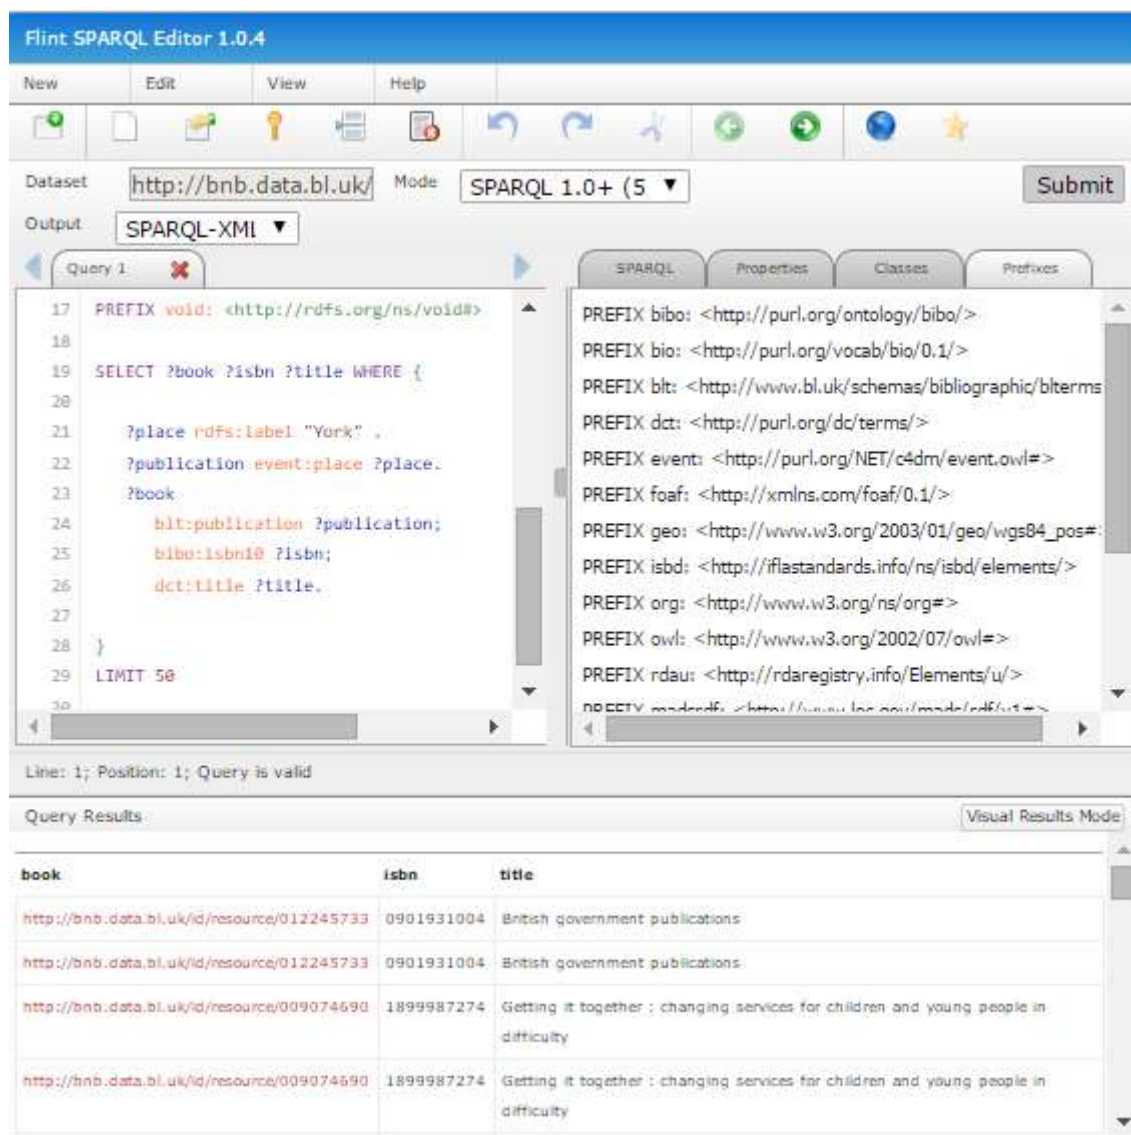 Flint SPARQL Editor 1.0.4
New Edit View Help
Dataset http://bnb.data.bl.uk/ Mode SPARQL 1.0+ (5 Submit
Output SPARQL-XML
Query 1
17 PREFIX void: <http://rdfs.org/ns/void#>
18
19 SELECT ?book ?isbn ?title WHERE {
20
21 ?place rdfs:label "York" .
22 ?publication event:place ?place.
23 ?book
24 blt:publication ?publication;
25 bibo:isbn10 ?isbn;
26 dct:title ?title.
27
28 }
29 LIMIT 50
30
SPARQL Properties Classes Prefixes
PREFIX bibo: <http://purl.org/ontology/bibo/>
PREFIX bio: <http://purl.org/vocab/bio/0.1/>
PREFIX blt: <http://www.bl.uk/schemas/bibliographic/blterms
PREFIX dct: <http://purl.org/dc/terms/>
PREFIX event: <http://purl.org/NET/c4dm/event.owl#>
PREFIX foaf: <http://xmlns.com/foaf/0.1/>
PREFIX geo: <http://www.w3.org/2003/01/geo/wgs84_pos#
PREFIX isbd: <http://iflastandards.info/ns/isbd/elements/>
PREFIX org: <http://www.w3.org/ns/org#>
PREFIX owl: <http://www.w3.org/2002/07/owl#>
PREFIX rdau: <http://rdaregistry.info/Elements/u/>
PREFIX madsrdf: <http://www.loc.gov/mads/rdf/v1#>
Line: 1; Position: 1; Query is valid
Query Results Visual Results Mode
book isbn title
http://bnb.data.bl.uk/id/resource/012245733 0901931004 British government publications
http://bnb.data.bl.uk/id/resource/012245733 0901931004 British government publications
http://bnb.data.bl.uk/id/resource/009074690 1899987274 Getting it together : changing services for children and young people in
difficulty
http://bnb.data.bl.uk/id/resource/009074690 1899987274 Getting it together : changing services for children and young people in
difficulty